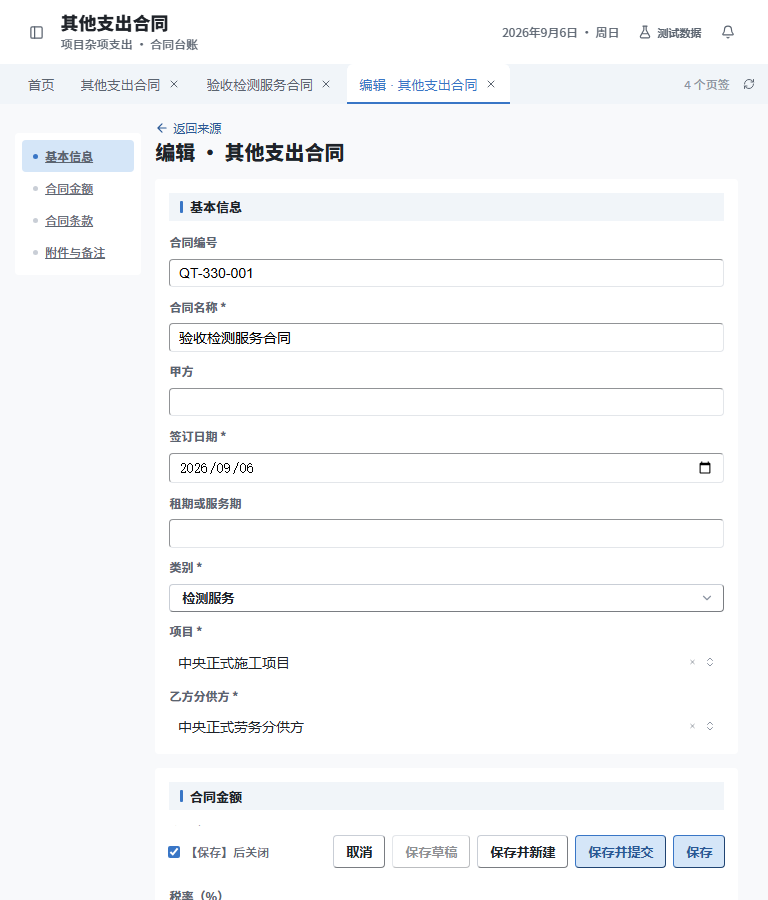 其他支出合同
项目杂项支出 • 合同台账
2026年9月6日 • 周日
测试数据
首页
其他支出合同 ×
验收检测服务合同 ×
编辑 · 其他支出合同 ×
4 个页签
基本信息
合同金额
合同条款
附件与备注
← 返回来源
编辑 • 其他支出合同
基本信息
合同编号
QT-330-001
合同名称 *
验收检测服务合同
甲方
签订日期 *
2026/09/06
租期或服务期
类别 *
检测服务
项目 *
中央正式施工项目 ×
乙方分供方 *
中央正式劳务分供方 ×
合同金额
【保存】后关闭
取消
保存草稿
保存并新建
保存并提交
保存
税率（%）